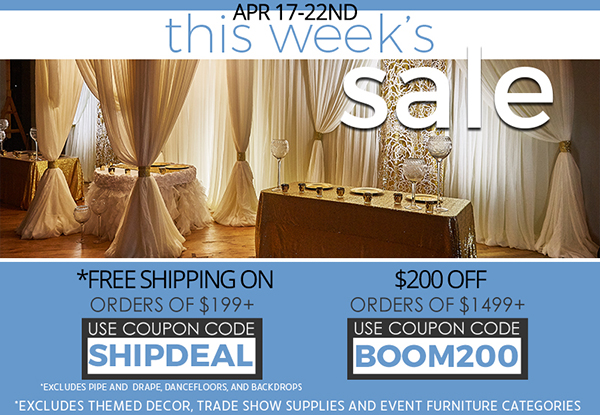 APR 17-22ND
this week's
sale
*FREE SHIPPING ON
ORDERS OF $199+
USE COUPON CODE
SHIPDEAL
*EXCLUDES PIPE AND DRAPE, DANCEFLOORS, AND BACKDROPS
$200 OFF
ORDERS OF $1499+
USE COUPON CODE
BOOM200
*EXCLUDES THEMED DECOR, TRADE SHOW SUPPLIES AND EVENT FURNITURE CATEGORIES